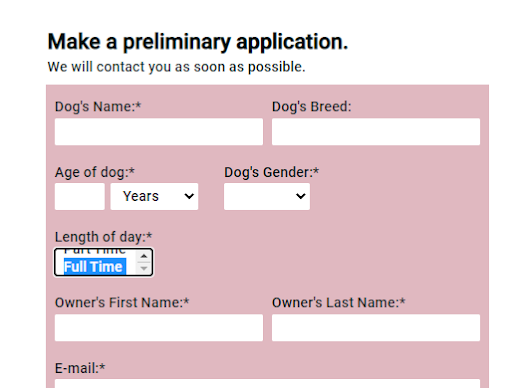 Make a preliminary application.
We will contact you as soon as possible.
Dog's Name:* Dog's Breed:
Age of dog:* Dog's Gender:*
Years
Length of day:*
Part Time
Full Time
Owner's First Name:* Owner's Last Name:*
E-mail:*